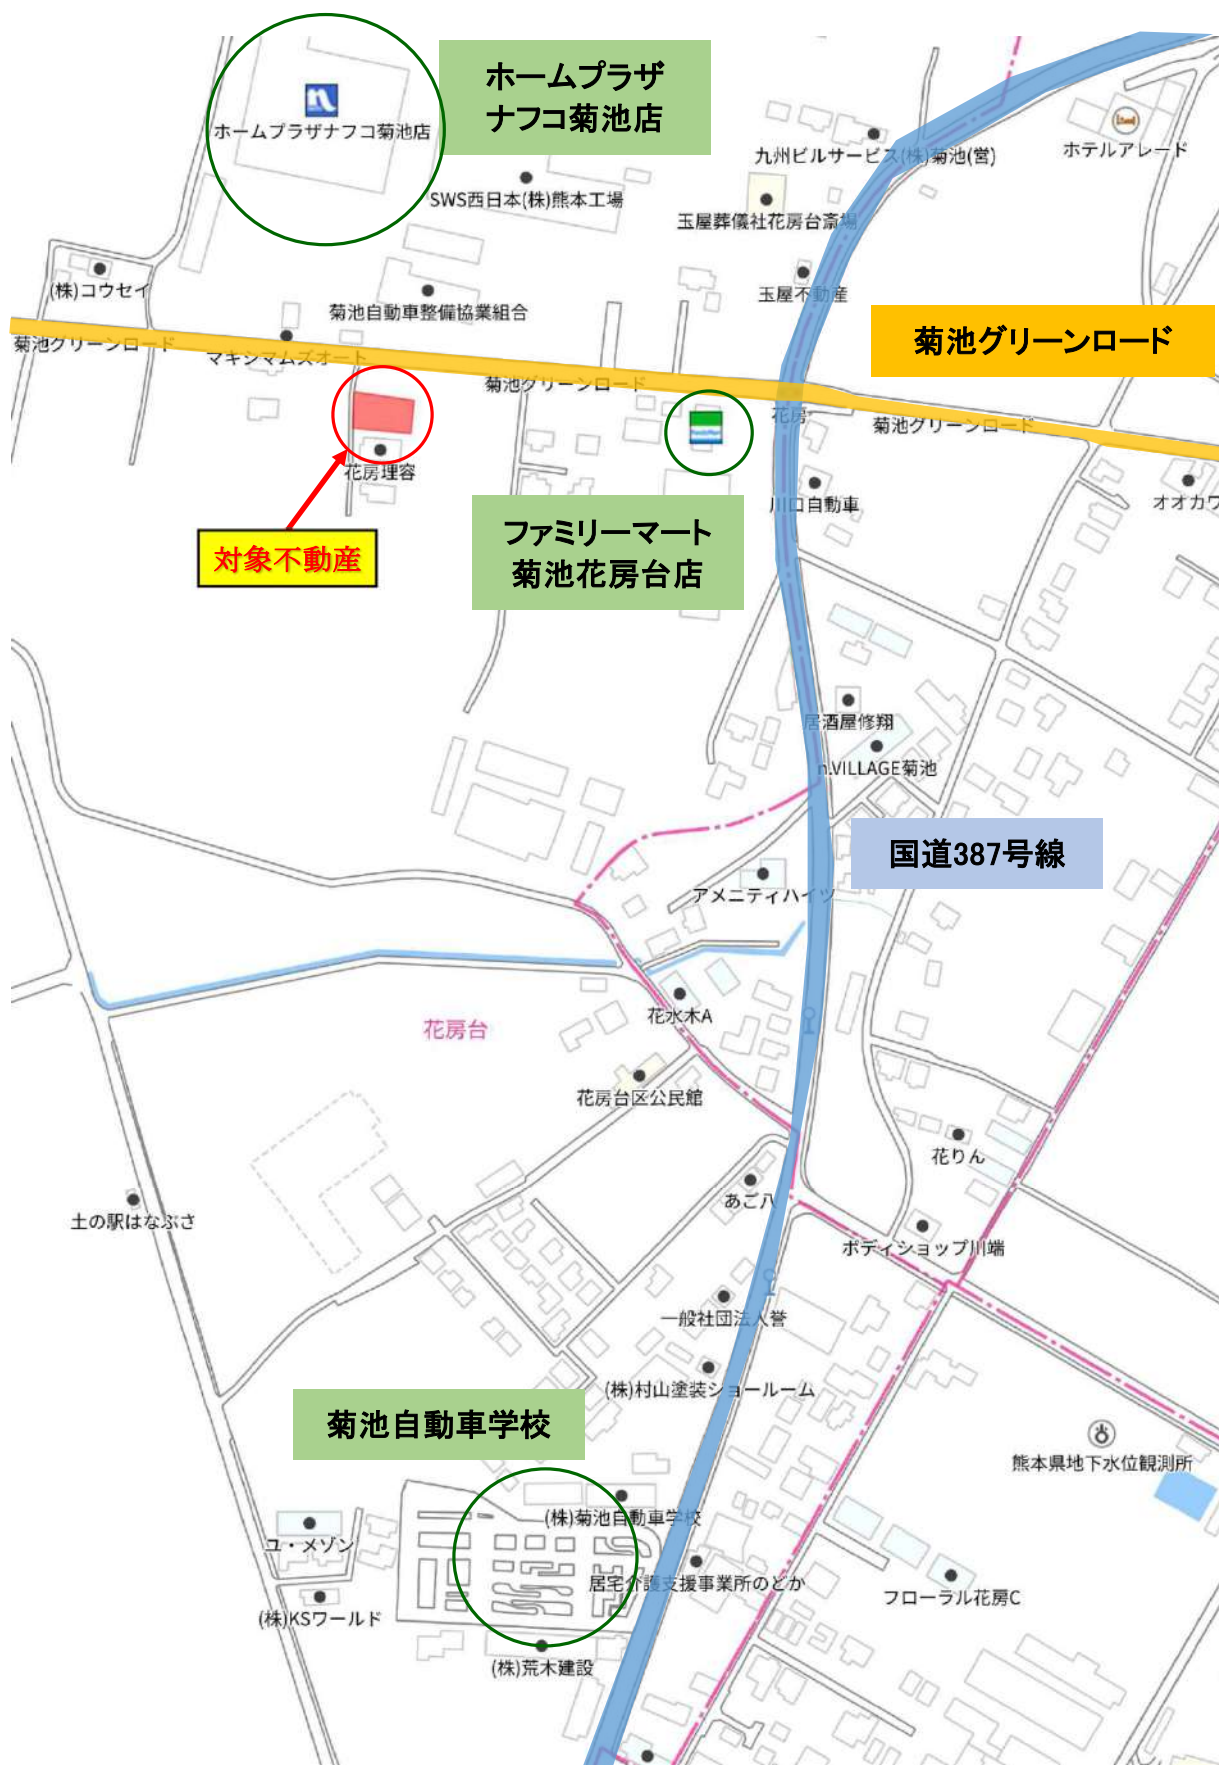 ホームプラザ
ナフコ菊池店
ホームプラザナフコ菊池店
九州ビルサービス(株)菊池(営)
ホテルアレード
SWS西日本(株)熊本工場
玉屋葬儀社花房台斎場
(株)コウセイ
菊池自動車整備協業組合
玉屋不動産
菊池グリーンロード
菊池グリーンロード
マキシマムズオート
菊池グリーンロード
花房
菊池グリーンロード
FamilyMart
花房理容
川口自動車
オオカワ
ファミリーマート
菊池花房台店
対象不動産
居酒屋修翔
n.VILLAGE菊池
国道387号線
アメニティハイツ
花水木A
花房台
花房台区公民館
花りん
あご八
土の駅はなぶさ
ボディショップ川端
一般社団法人誉
(株)村山塗装ショールーム
菊池自動車学校
熊本県地下水位観測所
(株)菊池自動車学校
ユ・メゾン
居宅介護支援事業所のどか
フローラル花房C
(株)KSワールド
(株)荒木建設